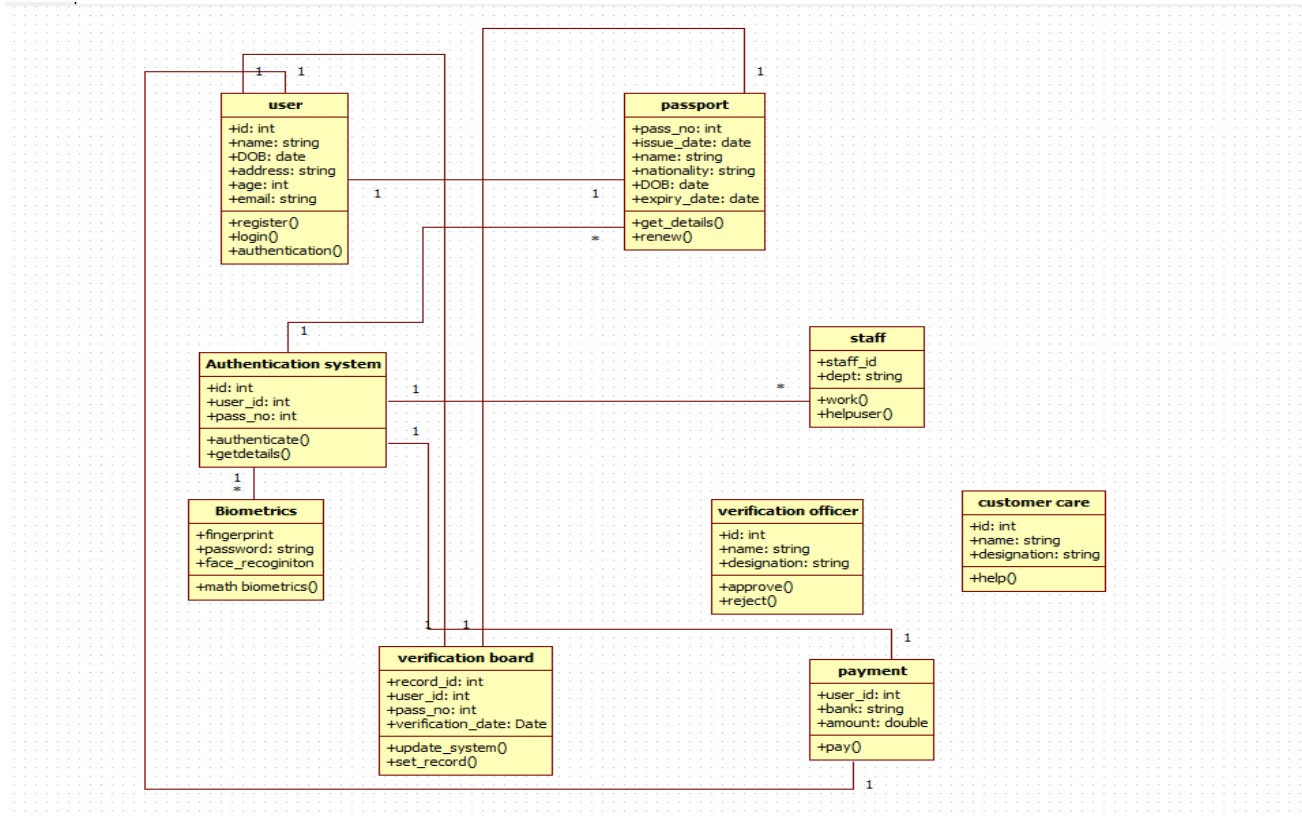 1 1
1
user
+id: int
+name: string
+DOB: date
+address: string
+age: int
+email: string
+register()
+login()
+authentication()
passport
+pass_no: int
+issue_date: date
+name: string
+nationality: string
+DOB: date
+expiry_date: date
+get_details()
+renew()
1 1
*
1
Authentication system
+id: int
+user_id: int
+pass_no: int
+authenticate()
+getdetails()
1 *
1
staff
+staff_id
+dept: string
+work()
+helpuser()
1
*
Biometrics
+fingerprint
+password: string
+face_recoginiton
+math biometrics()
verification officer
+id: int
+name: string
+designation: string
+approve()
+reject()
customer care
+id: int
+name: string
+designation: string
+help()
1 1
1
verification board
+record_id: int
+user_id: int
+pass_no: int
+verification_date: Date
+update_system()
+set_record()
payment
+user_id: int
+bank: string
+amount: double
+pay()
1